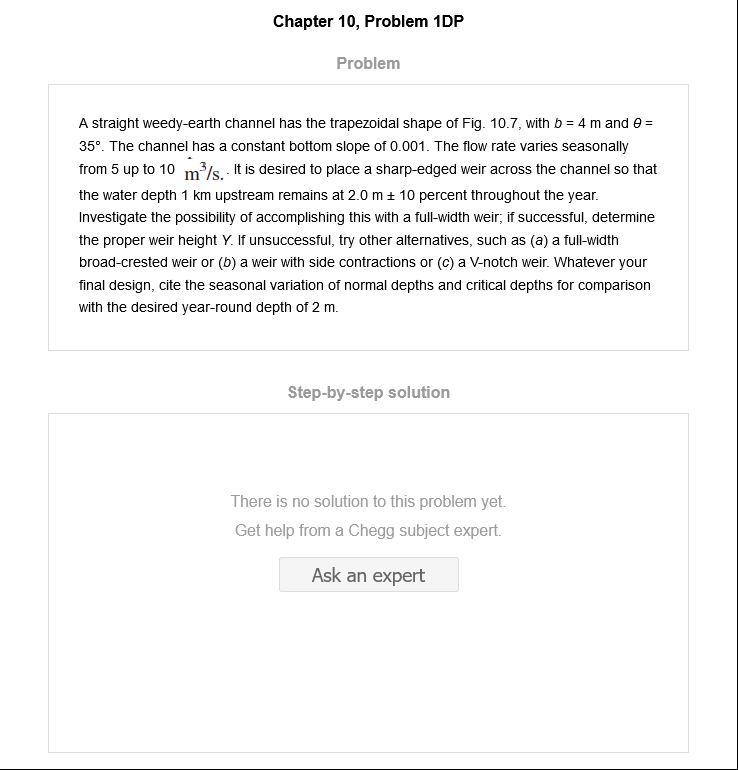 Chapter 10, Problem 1DP
Problem
A straight weedy-earth channel has the trapezoidal shape of Fig. 10.7, with b = 4 m and θ =
35°. The channel has a constant bottom slope of 0.001. The flow rate varies seasonally
from 5 up to 10 m³/s. . It is desired to place a sharp-edged weir across the channel so that
the water depth 1 km upstream remains at 2.0 m ± 10 percent throughout the year.
Investigate the possibility of accomplishing this with a full-width weir; if successful, determine
the proper weir height Y. If unsuccessful, try other alternatives, such as (a) a full-width
broad-crested weir or (b) a weir with side contractions or (c) a V-notch weir. Whatever your
final design, cite the seasonal variation of normal depths and critical depths for comparison
with the desired year-round depth of 2 m.
Step-by-step solution
There is no solution to this problem yet.
Get help from a Chegg subject expert.
Ask an expert